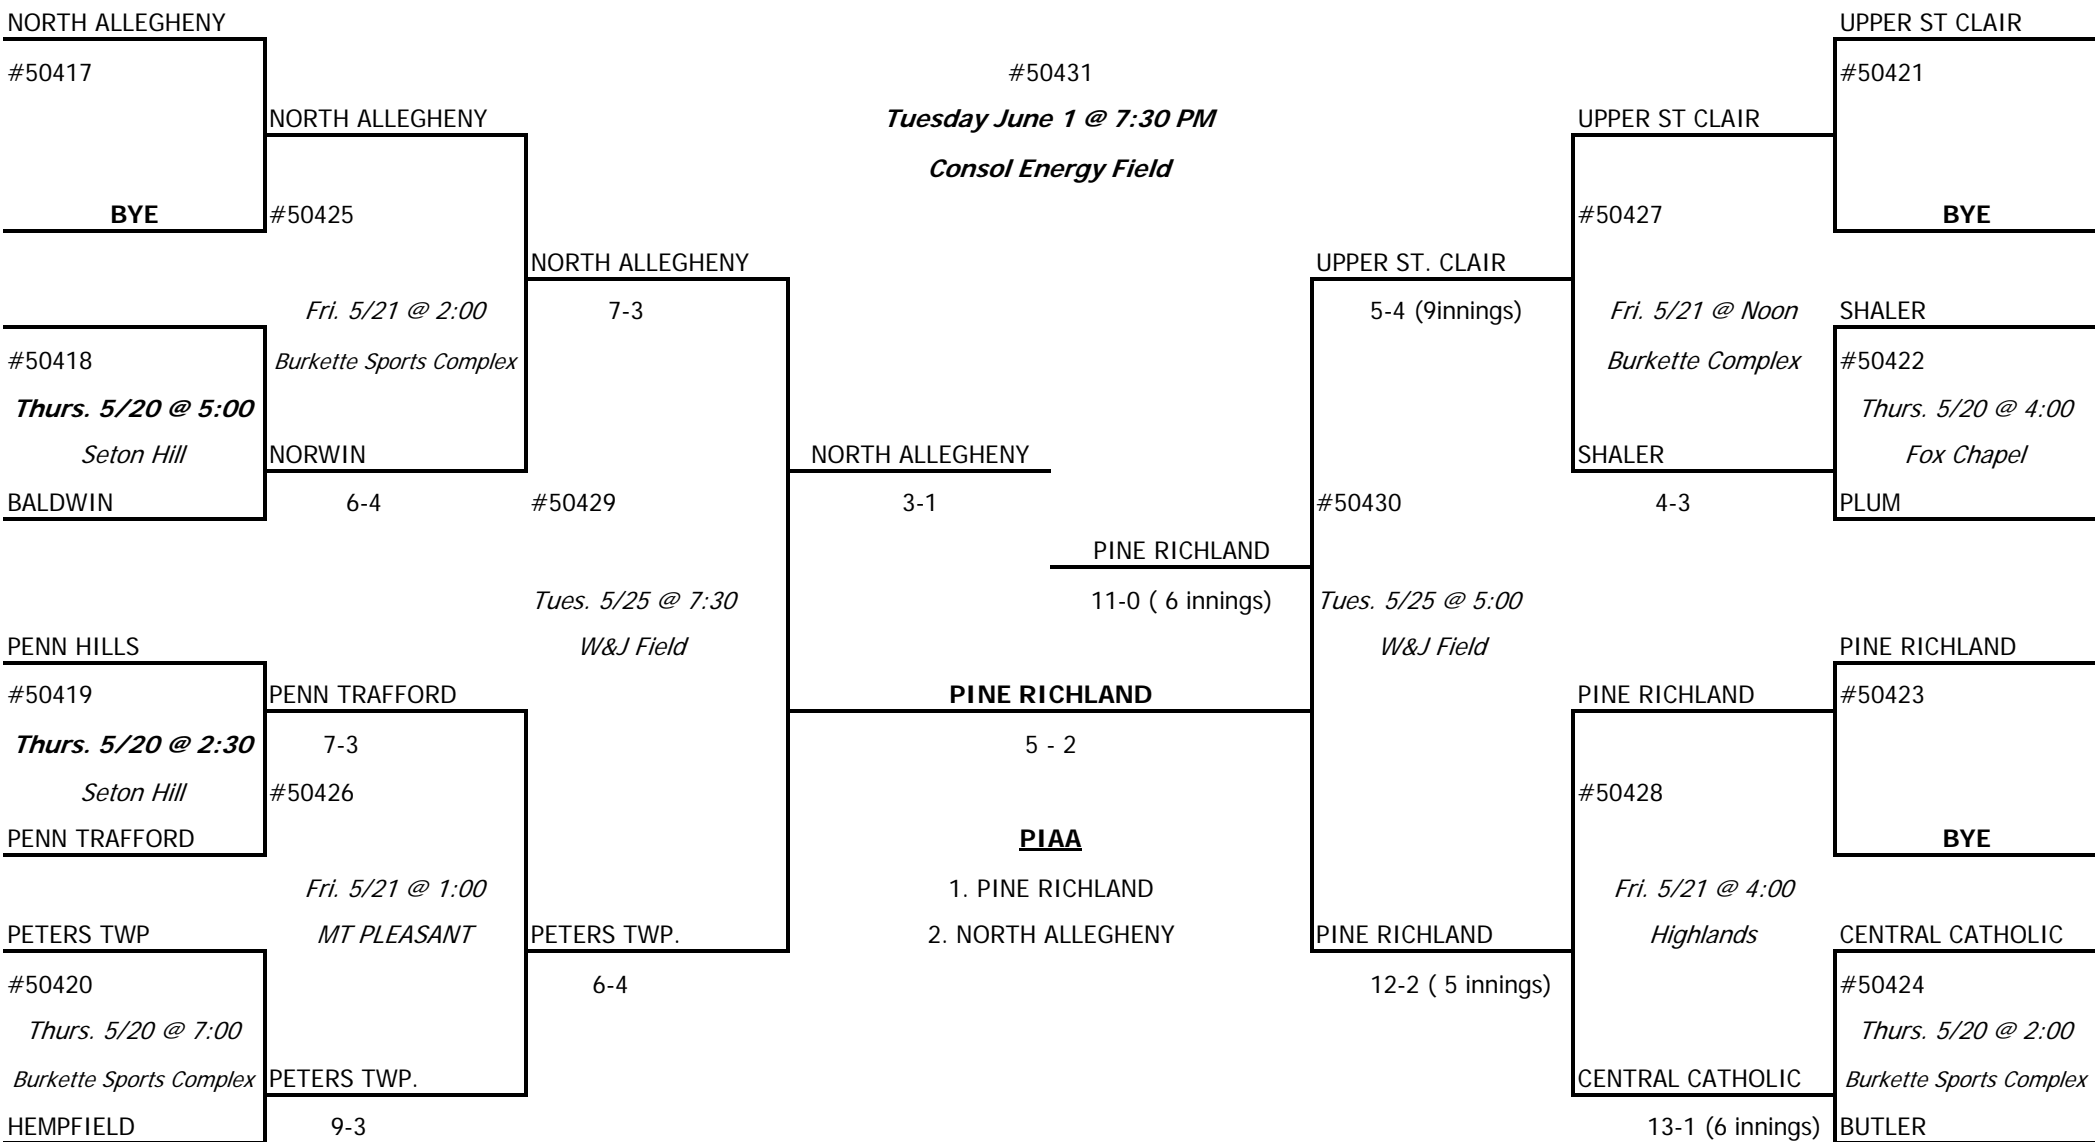 NORTH ALLEGHENY
#50417
BYE
#50418
Thurs. 5/20 @ 5:00
Seton Hill
BALDWIN
PENN HILLS
#50419
Thurs. 5/20 @ 2:30
Seton Hill
PENN TRAFFORD
PETERS TWP
#50420
Thurs. 5/20 @ 7:00
Burkette Sports Complex
HEMPFIELD
NORTH ALLEGHENY
#50425
Fri. 5/21 @ 2:00
Burkette Sports Complex
NORWIN
6-4
PENN TRAFFORD
7-3
#50426
Fri. 5/21 @ 1:00
MT PLEASANT
PETERS TWP.
9-3
NORTH ALLEGHENY
7-3
#50429
Tues. 5/25 @ 7:30
W&J Field
PETERS TWP.
6-4
#50431
Tuesday June 1 @ 7:30 PM
Consol Energy Field
NORTH ALLEGHENY
3-1
PINE RICHLAND
11-0 ( 6 innings)
PINE RICHLAND
5 - 2
PIAA
1. PINE RICHLAND
2. NORTH ALLEGHENY
UPPER ST. CLAIR
5-4 (9innings)
#50430
Tues. 5/25 @ 5:00
W&J Field
PINE RICHLAND
12-2 ( 5 innings)
UPPER ST CLAIR
#50427
Fri. 5/21 @ Noon
Burkette Complex
SHALER
4-3
PINE RICHLAND
#50428
Fri. 5/21 @ 4:00
Highlands
CENTRAL CATHOLIC
13-1 (6 innings)
UPPER ST CLAIR
#50421
BYE
SHALER
#50422
Thurs. 5/20 @ 4:00
Fox Chapel
PLUM
PINE RICHLAND
#50423
BYE
CENTRAL CATHOLIC
#50424
Thurs. 5/20 @ 2:00
Burkette Sports Complex
BUTLER